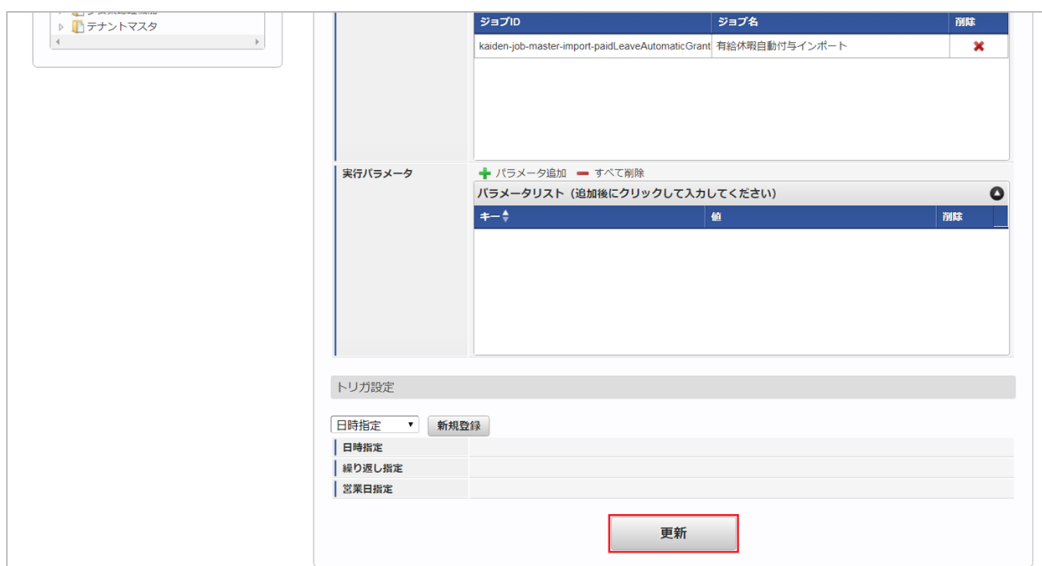 テナントマスタ
ジョブID ジョブ名 削除
kaiden-job-master-import-paidLeaveAutomaticGrant 有給休暇自動付与インポート
実行パラメータ
パラメータ追加 すべて削除
パラメータリスト（追加後にクリックして入力してください）
キー 値 削除
トリガ設定
日時指定 新規登録
日時指定
繰り返し指定
営業日指定
更新